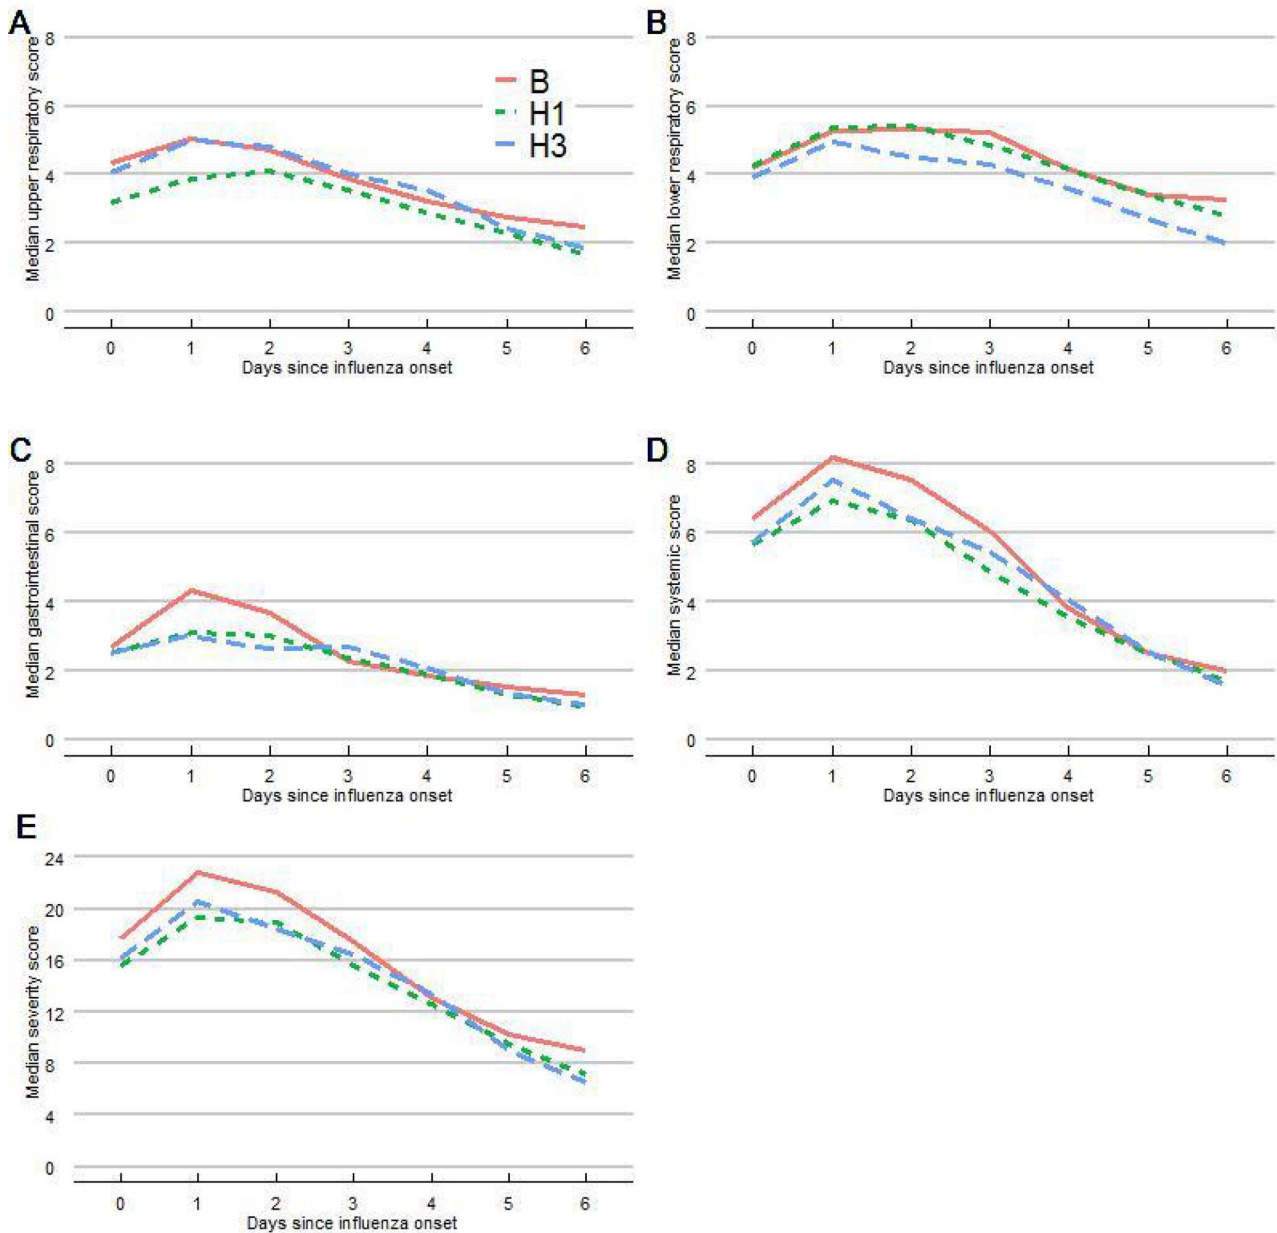 A
Median upper respiratory score
8
6
4
2
0
B
H1
H3
0 1 2 3 4 5 6
Days since influenza onset
B
Median lower respiratory score
8
6
4
2
0
0 1 2 3 4 5 6
Days since influenza onset
C
Median gastrointestinal score
8
6
4
2
0
0 1 2 3 4 5 6
Days since influenza onset
D
Median systemic score
8
6
4
2
0
0 1 2 3 4 5 6
Days since influenza onset
E
Median severity score
24
20
16
12
8
4
0
0 1 2 3 4 5 6
Days since influenza onset